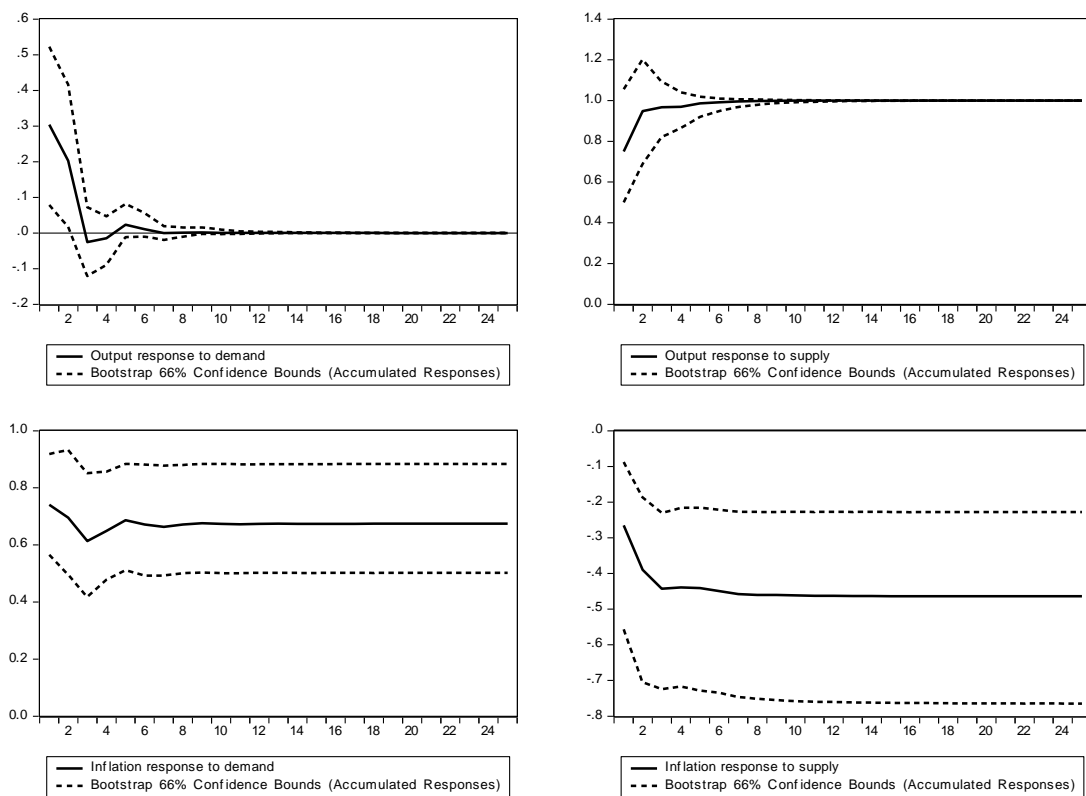 .6
.5
.4
.3
.2
.1
.0
-.1
-.2
2 4 6 8 10 12 14 16 18 20 22 24
Output response to demand
Bootstrap 66% Confidence Bounds (Accumulated Responses)
1.4
1.2
1.0
0.8
0.6
0.4
0.2
0.0
2 4 6 8 10 12 14 16 18 20 22 24
Output response to supply
Bootstrap 66% Confidence Bounds (Accumulated Responses)
1.0
0.8
0.6
0.4
0.2
0.0
2 4 6 8 10 12 14 16 18 20 22 24
Inflation response to demand
Bootstrap 66% Confidence Bounds (Accumulated Responses)
.0
-.1
-.2
-.3
-.4
-.5
-.6
-.7
-.8
2 4 6 8 10 12 14 16 18 20 22 24
Inflation response to supply
Bootstrap 66% Confidence Bounds (Accumulated Responses)